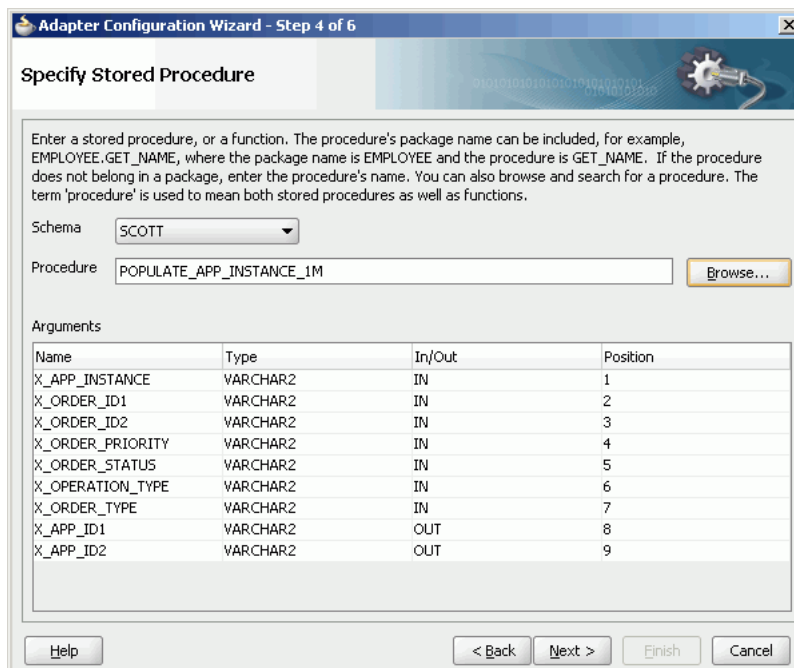 Adapter Configuration Wizard - Step 4 of 6
Specify Stored Procedure
Enter a stored procedure, or a function. The procedure's package name can be included, for example,
EMPLOYEE.GET_NAME, where the package name is EMPLOYEE and the procedure is GET_NAME. If the procedure
does not belong in a package, enter the procedure's name. You can also browse and search for a procedure. The
term 'procedure' is used to mean both stored procedures as well as functions.
Schema SCOTT
Procedure POPULATE_APP_INSTANCE_1M Browse...
Arguments
Name Type In/Out Position
X_APP_INSTANCE VARCHAR2 IN 1
X_ORDER_ID1 VARCHAR2 IN 2
X_ORDER_ID2 VARCHAR2 IN 3
X_ORDER_PRIORITY VARCHAR2 IN 4
X_ORDER_STATUS VARCHAR2 IN 5
X_OPERATION_TYPE VARCHAR2 IN 6
X_ORDER_TYPE VARCHAR2 IN 7
X_APP_ID1 VARCHAR2 OUT 8
X_APP_ID2 VARCHAR2 OUT 9
Help < Back Next > Finish Cancel